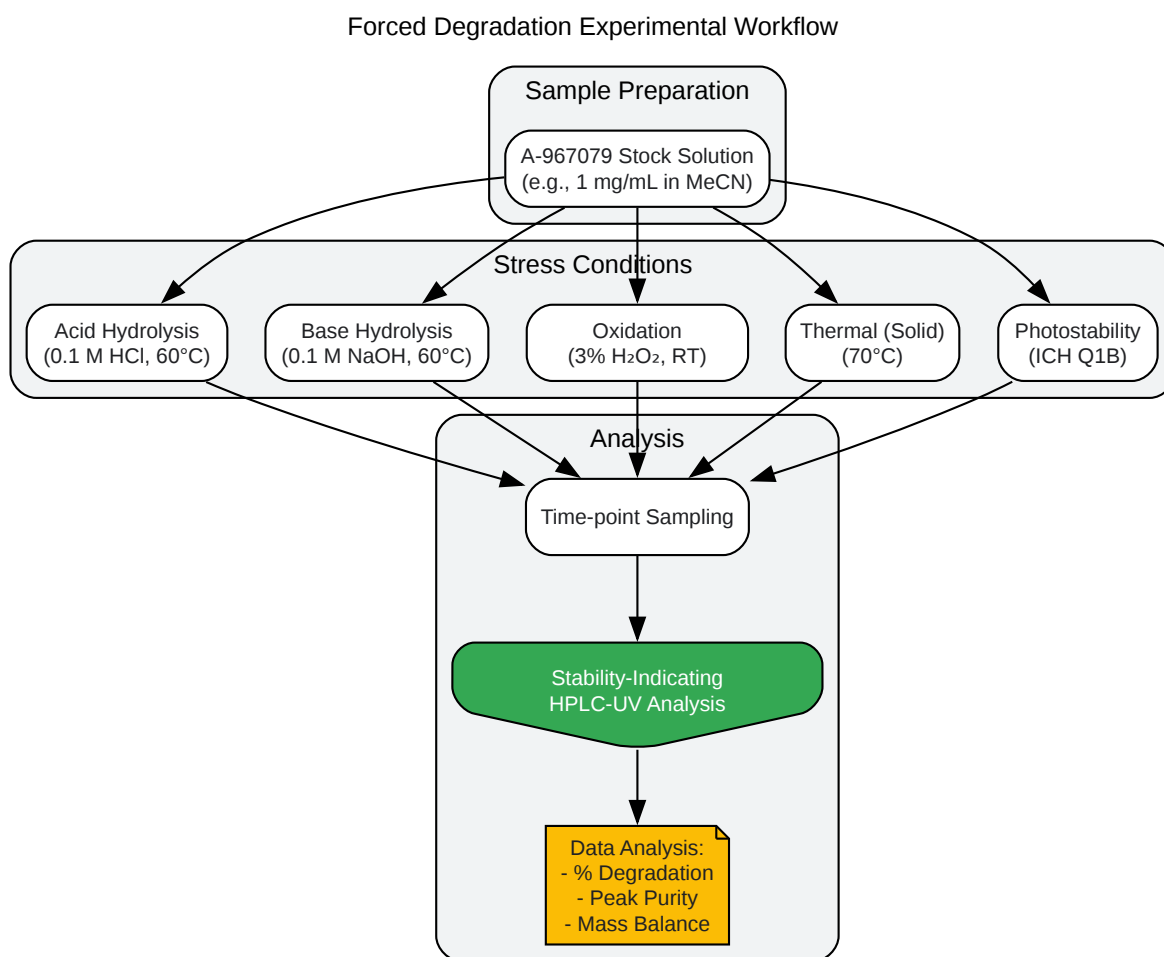 Forced Degradation Experimental Workflow
Sample Preparation
A-967079 Stock Solution
(e.g., 1 mg/mL in MeCN)
Stress Conditions
Acid Hydrolysis
(0.1 M HCl, 60°C)
Base Hydrolysis
(0.1 M NaOH, 60°C)
Oxidation
(3% H₂O₂, RT)
Thermal (Solid)
(70°C)
Photostability
(ICH Q1B)
Analysis
Time-point Sampling
Stability-Indicating
HPLC-UV Analysis
Data Analysis:
- % Degradation
- Peak Purity
- Mass Balance